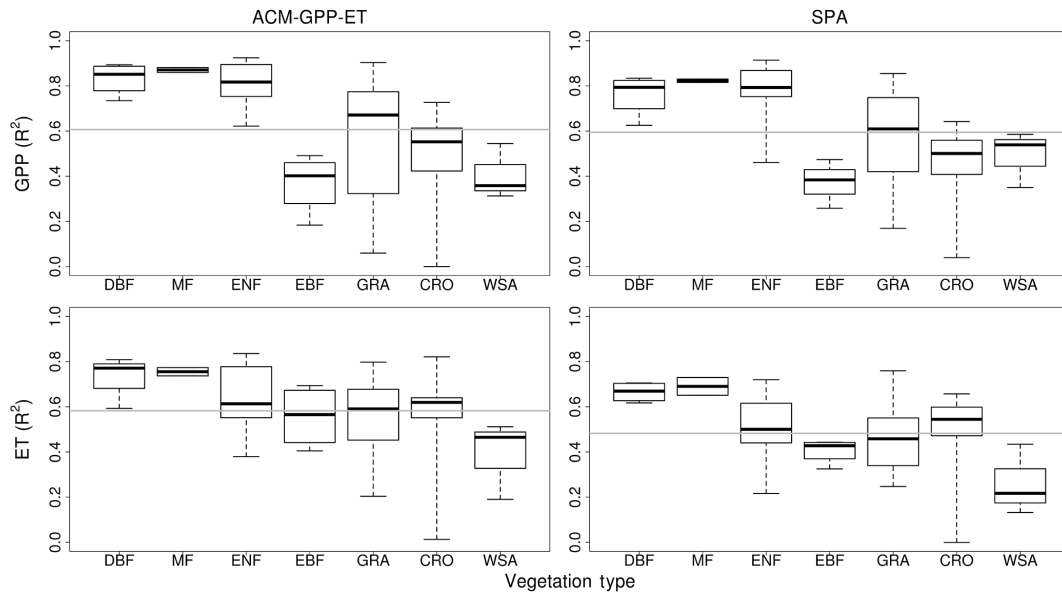 ACM-GPP-ET
SPA
GPP (R²)
1.0
0.8
0.6
0.4
0.2
0.0
DBF MF ENF EBF GRA CRO WSA
1.0
0.8
0.6
0.4
0.2
0.0
DBF MF ENF EBF GRA CRO WSA
ET (R²)
1.0
0.8
0.6
0.4
0.2
0.0
DBF MF ENF EBF GRA CRO WSA
1.0
0.8
0.6
0.4
0.2
0.0
DBF MF ENF EBF GRA CRO WSA
Vegetation type